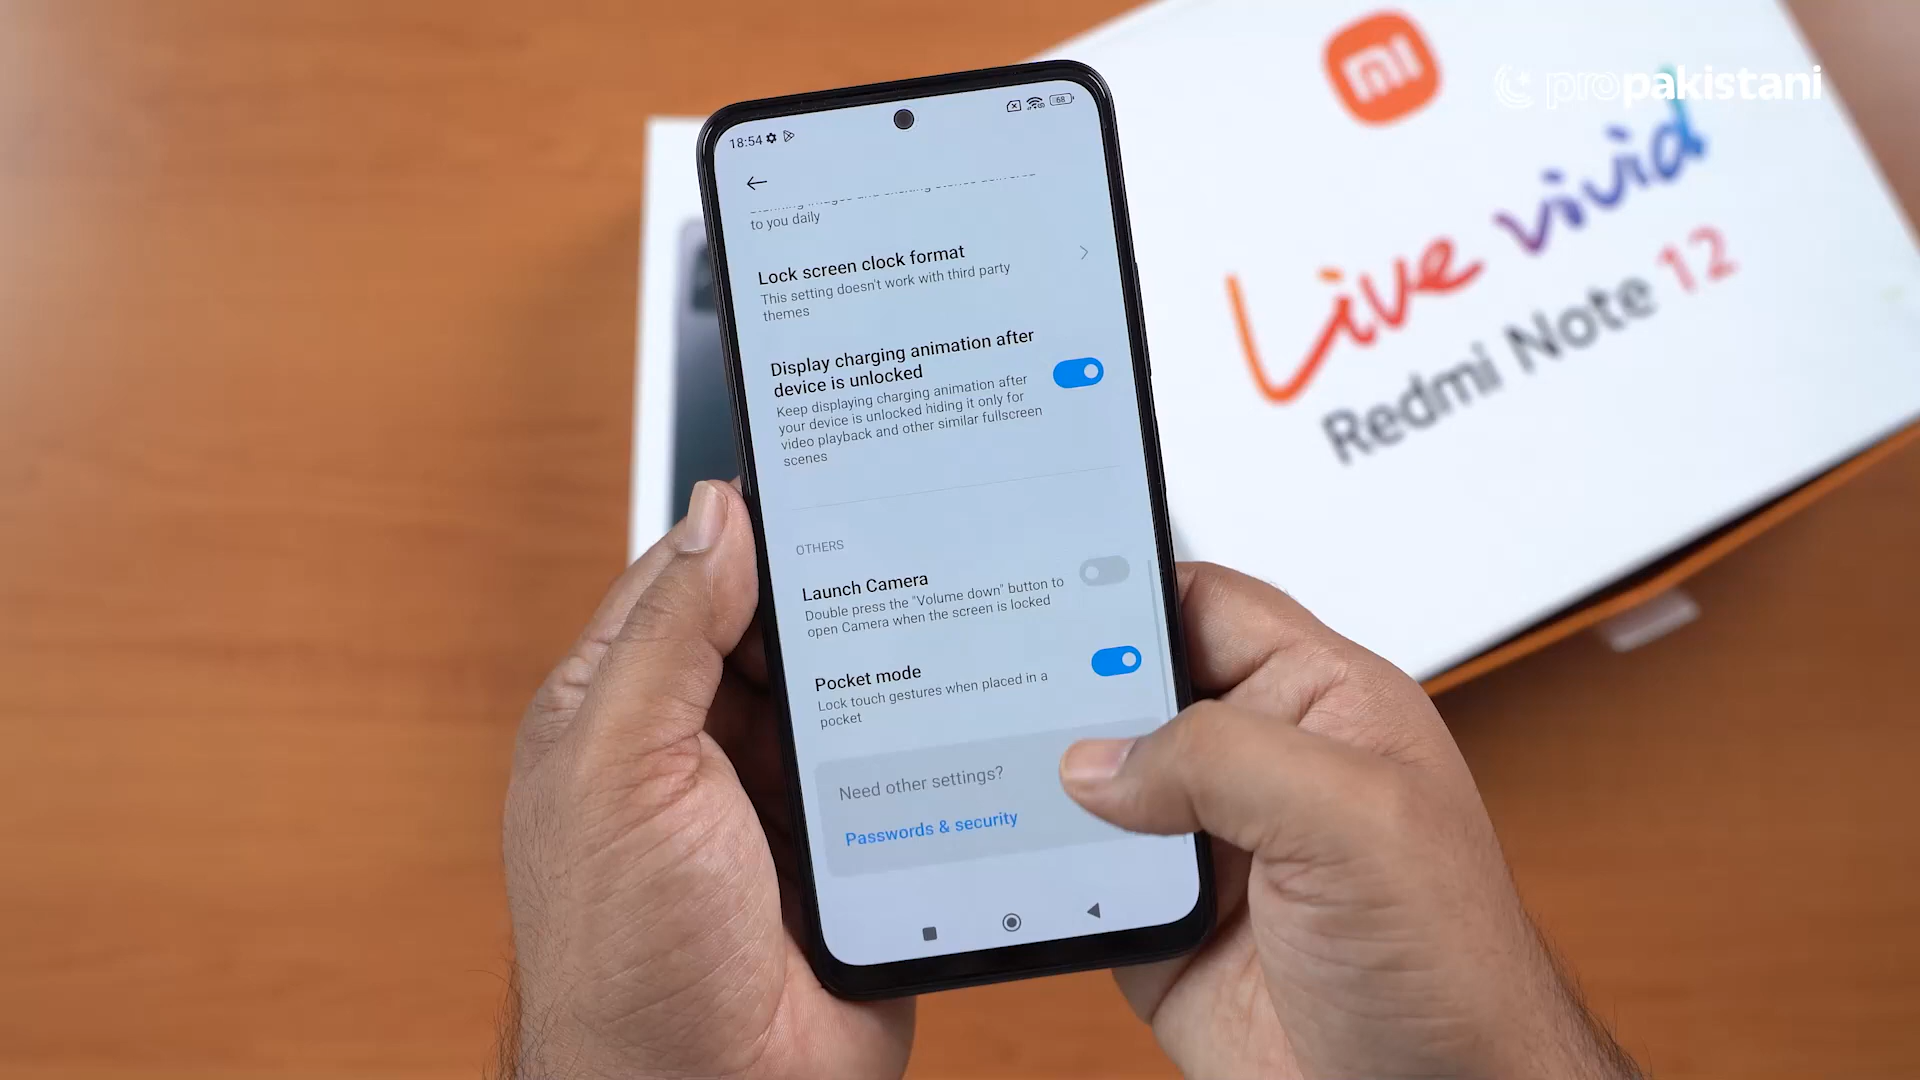 propakistani
mi
Live vivid
Redmi Note 12
18:54
68
to you daily
Lock screen clock format
This setting doesn't work with third party
themes
Display charging animation after
device is unlocked
Keep displaying charging animation after
your device is unlocked hiding it only for
video playback and other similar fullscreen
scenes
OTHERS
Launch Camera
Double press the "Volume down" button to
open Camera when the screen is locked
Pocket mode
Lock touch gestures when placed in a
pocket
Need other settings?
Passwords & security